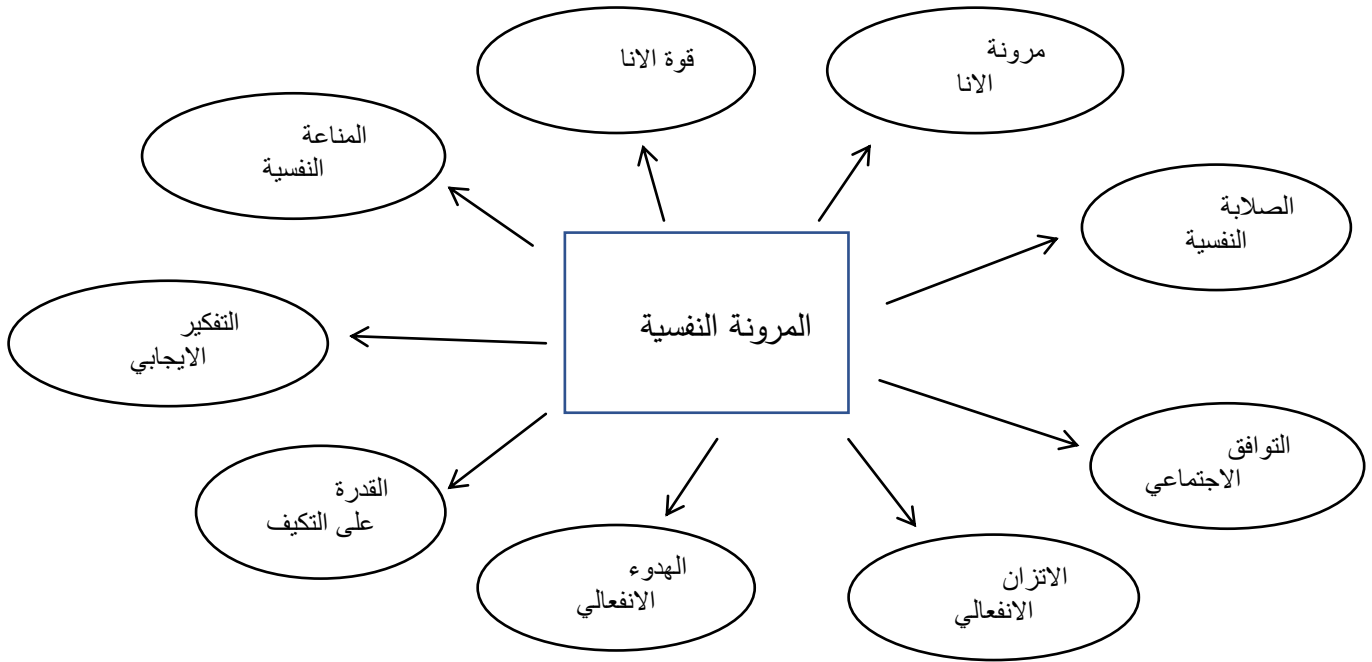 قوة الانا
مرونة
الانا
المناعة
النفسية
الصلابة
النفسية
المرونة النفسية
التفكير
الايجابي
التوافق
الاجتماعي
القدرة
على التكيف
الهدوء
الانفعالي
الاتزان
الانفعالي